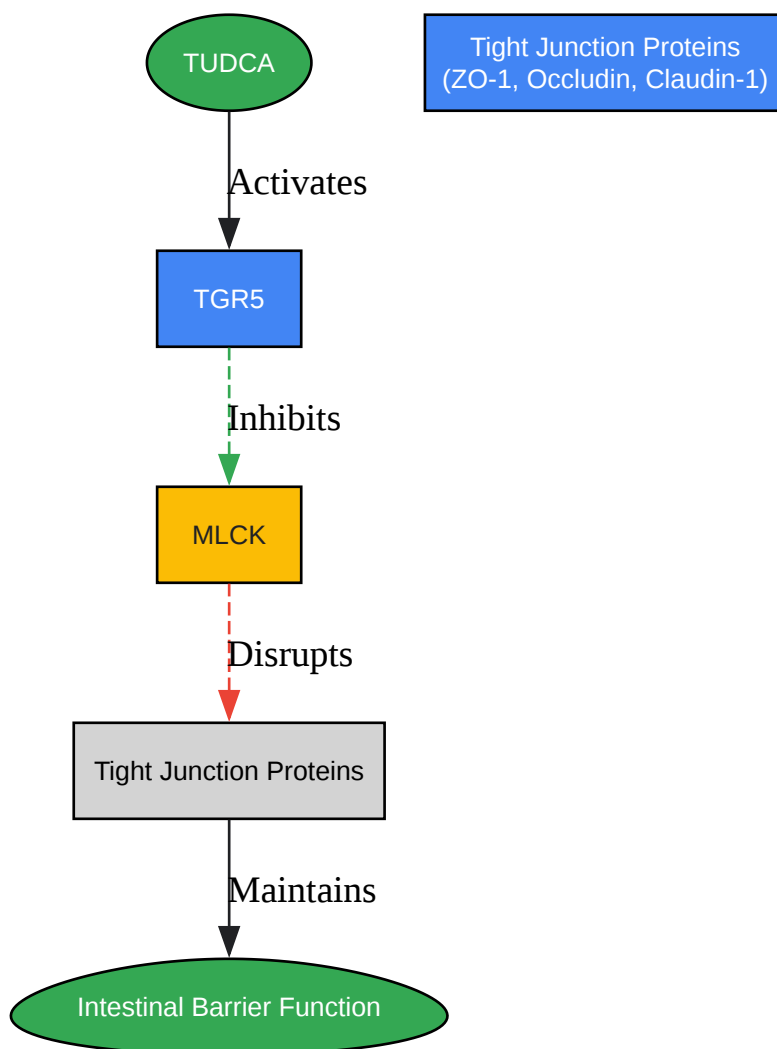 TUDCA
Tight Junction Proteins
(ZO-1, Occludin, Claudin-1)
Activates
TGR5
Inhibits
MLCK
Disrupts
Tight Junction Proteins
Maintains
Intestinal Barrier Function